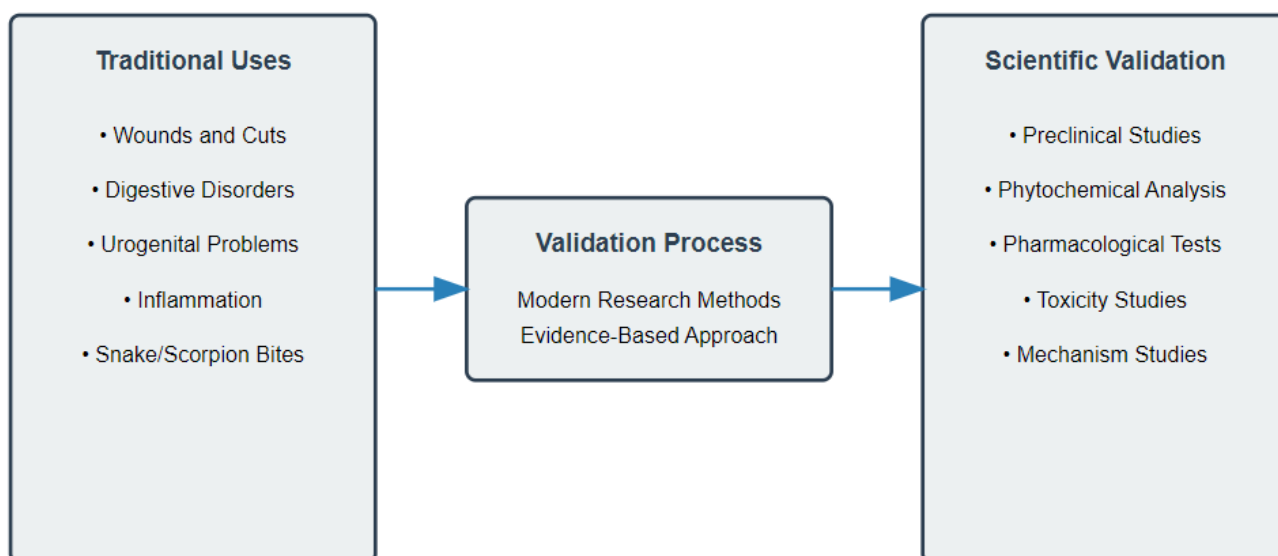 Traditional Uses
• Wounds and Cuts
• Digestive Disorders
• Urogenital Problems
• Inflammation
• Snake/Scorpion Bites
Validation Process
Modern Research Methods
Evidence-Based Approach
Scientific Validation
• Preclinical Studies
• Phytochemical Analysis
• Pharmacological Tests
• Toxicity Studies
• Mechanism Studies